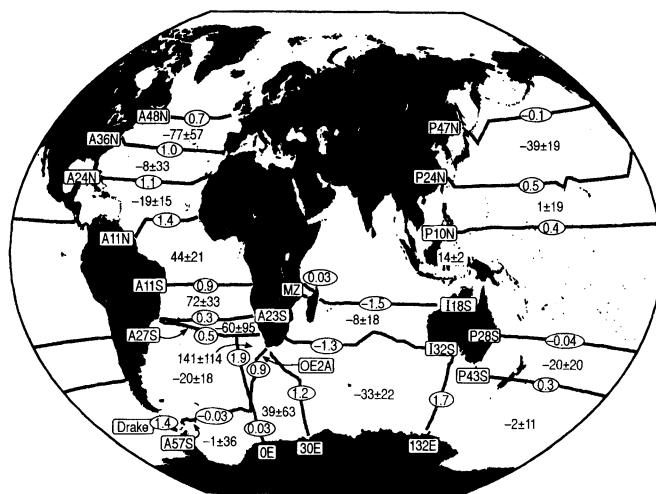 A48N 0.7 P47N -0.1
-77±57
A36N 1.0 -39±19
-8±33
A24N 1.1 P24N 0.5
-19±15 1±19
A11N 1.4 P10N 0.4
44±21 14±2
0.03
A11S 0.9 MZ
72±33 -1.5 I18S
0.3 A23S -8±18
A27S 0.5 -60±95 -1.3 I32S P28S -0.04
141±114 1.9 0.9 OE2A P43S -20±20
-20±18 1.2 -33±22 1.7 0.3
Drake 1.4 -0.03 39±63 -2±11
A57S -1±36 0.03
0E 30E 132E